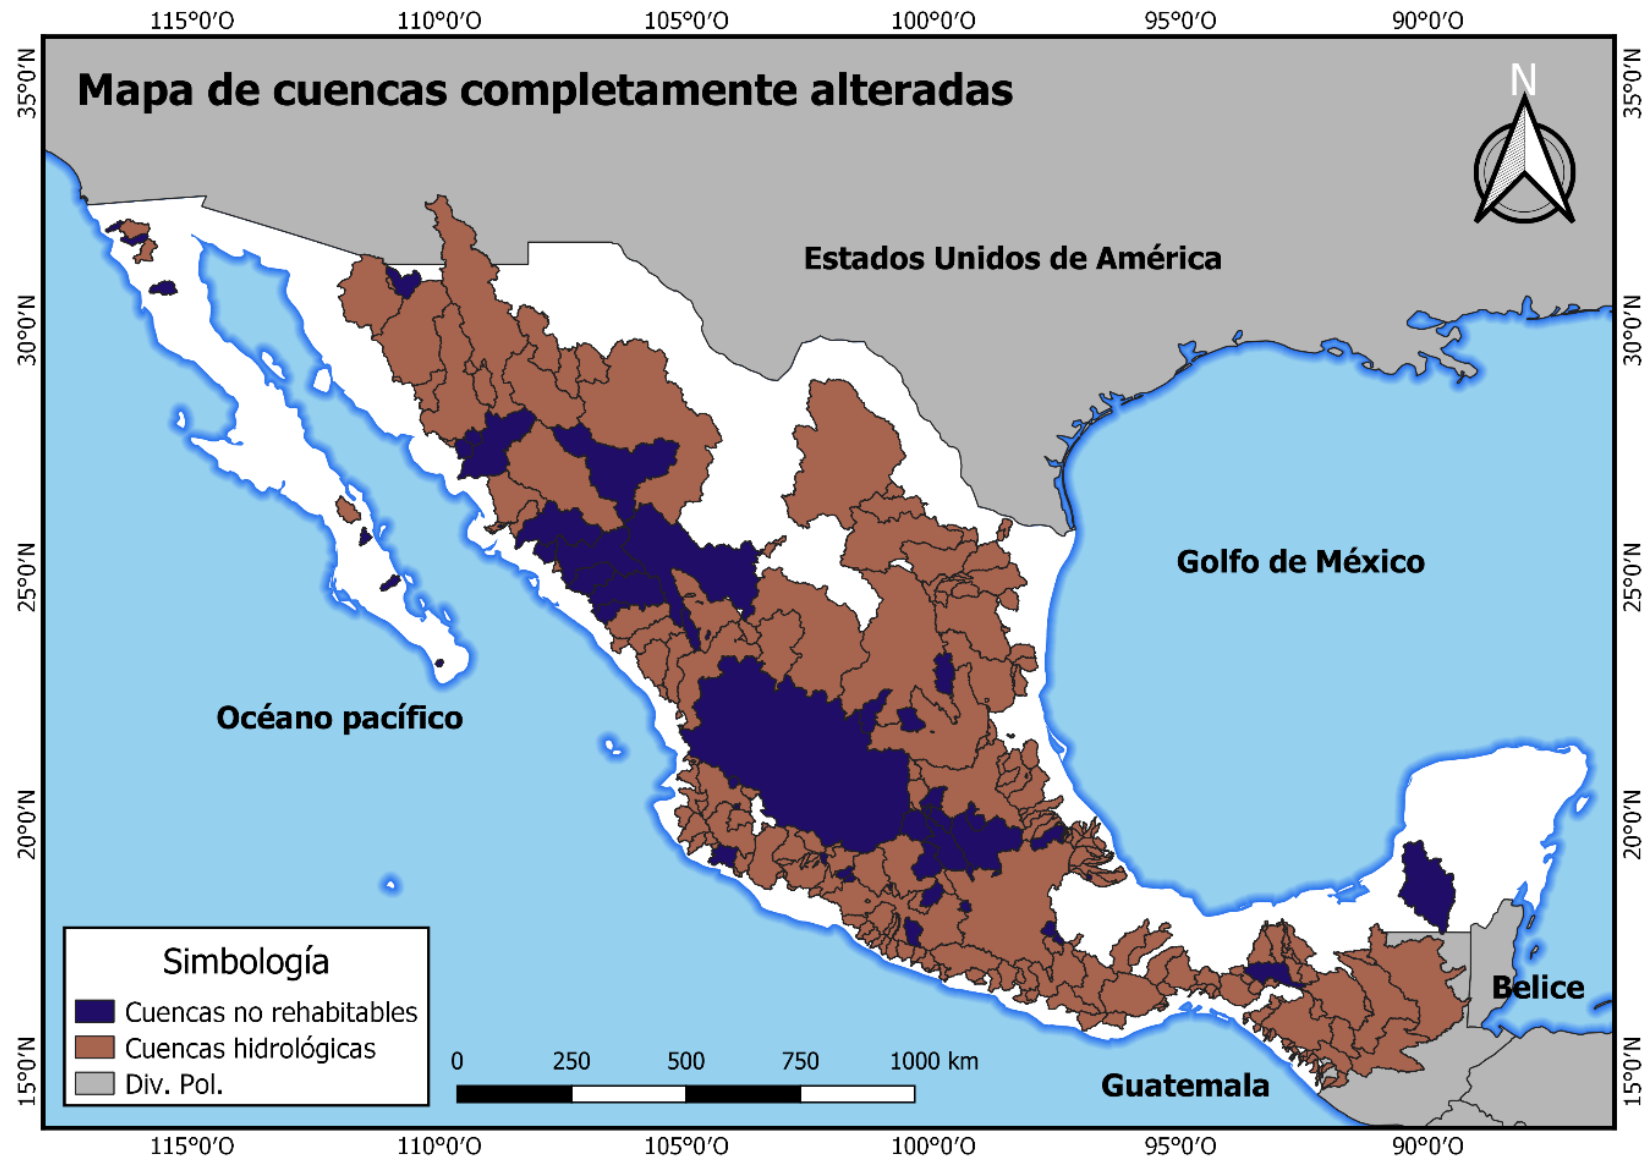 115°0'O 110°0'O 105°0'O 100°0'O 95°0'O 90°0'O
35°0'N
35°0'N
Mapa de cuencas completamente alteradas
N
Estados Unidos de América
30°0'N
30°0'N
Golfo de México
25°0'N
25°0'N
Océano pacífico
20°0'N
20°0'N
Simbología
Cuencas no rehabitables
Cuencas hidrológicas
Div. Pol.
0 250 500 750 1000 km
Belice
Guatemala
15°0'N
15°0'N
115°0'O 110°0'O 105°0'O 100°0'O 95°0'O 90°0'O